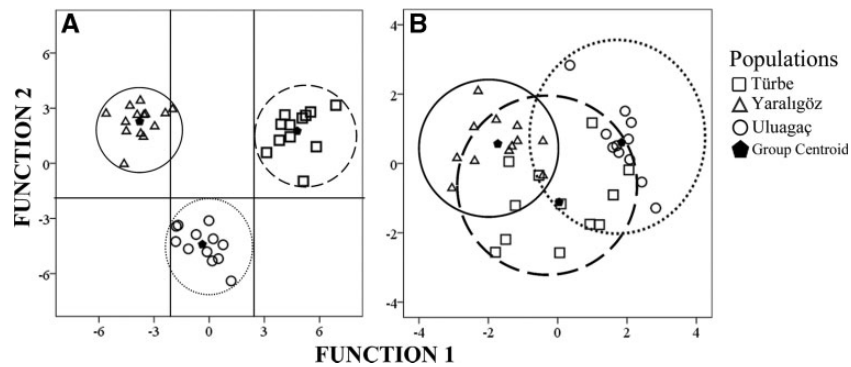 A
B
FUNCTION 2
6
3
0
-3
-6
-6
-3
0
3
6
4
2
0
-2
-4
-4
-2
0
2
4
FUNCTION 1
Populations
Türbe
Yaralıgöz
Uluagaç
Group Centroid